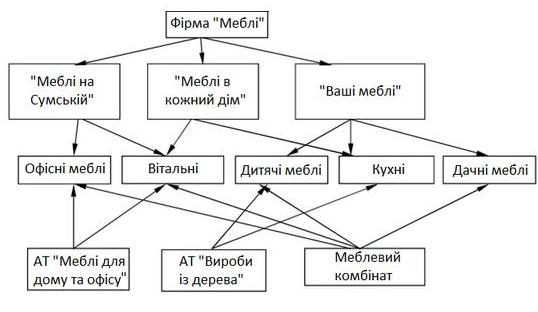 Фірма "Меблі"
"Меблі на
Сумській"
"Меблі в
кожний дім"
"Ваші меблі"
Офісні меблі
Вітальні
Дитячі меблі
Кухні
Дачні меблі
АТ "Меблі для
дому та офісу"
АТ "Вироби
із дерева"
Меблевий
комбінат